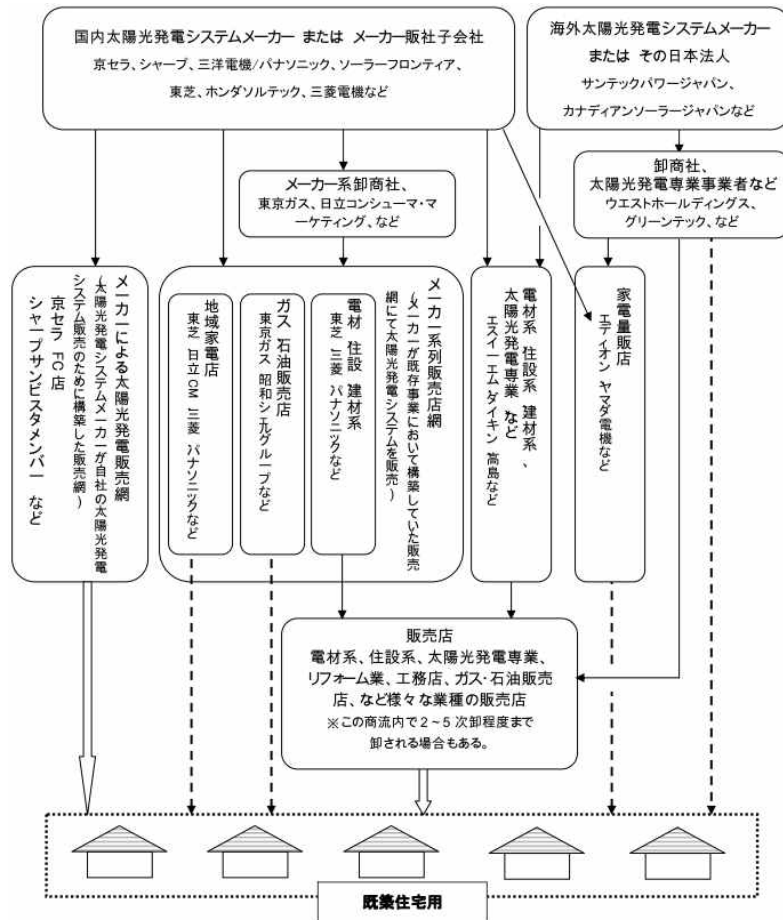 国内太陽光発電システムメーカー または メーカー販社子会社
京セラ、シャープ、三洋電機/パナソニック、ソーラーフロンティア、
東芝、ホンダソルテック、三菱電機など
海外太陽光発電システムメーカー
または その日本法人
サンテックパワージャパン、
カナディアンソーラージャパンなど
メーカー系卸商社、
東京ガス、日立コンシューマ・マ
ーケティング、など
卸商社、
太陽光発電専業事業者など
ウエストホールディングス、
グリーンテック、など
メーカーによる太陽光発電販売網
(太陽光発電システムメーカーが自社の太陽光発電
システム販売のために構築した販売網)
京セラ FC店
シャープサンビスタメンバー など
メーカー系列販売店網
(メーカーが既存事業において構築していた販売
網にて太陽光発電システムを販売)
電材 住設 建材系
東芝 三菱 パナソニックなど
ガス 石油販売店
東京ガス 昭和シェルグループなど
地域家電店
東芝 日立CM 三菱 パナソニックなど
電材系 住設系 建材系、
太陽光発電専業 など
エスイーエム ダイキン 高島など
家電量販店
エディオン ヤマダ電機など
販売店
電材系、住設系、太陽光発電専業、
リフォーム業、工務店、ガス・石油販売
店、など様々な業種の販売店
※この商流内で2～5次卸程度まで
卸される場合もある。
既築住宅用